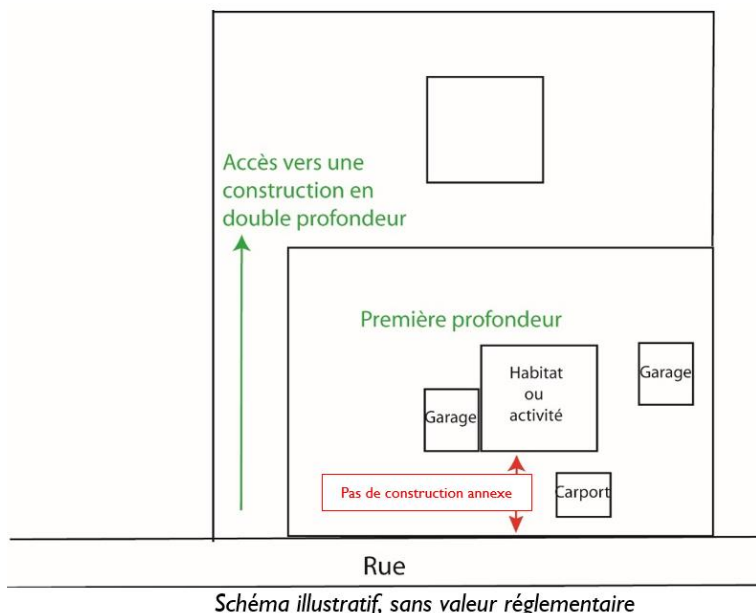 Accès vers une
construction en
double profondeur
Première profondeur
Habitat
ou
activité
Garage
Garage
Pas de construction annexe
Carport
Rue
Schéma illustratif, sans valeur réglementaire